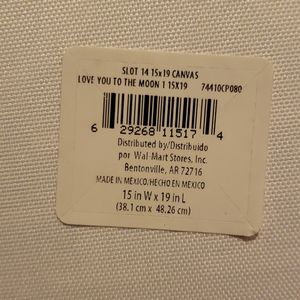 SLOT 14 15x19 CANVAS
LOVE YOU TO THE MOON 1 15X19 74410CP080
6 29268 11517 4
Distributed by/Distribuido
por Wal-Mart Stores, Inc.
Bentonville, AR 72716
MADE IN MEXICO/HECHO EN MEXICO
15 in W x 19 in L
(38.1 cm x 48.26 cm)